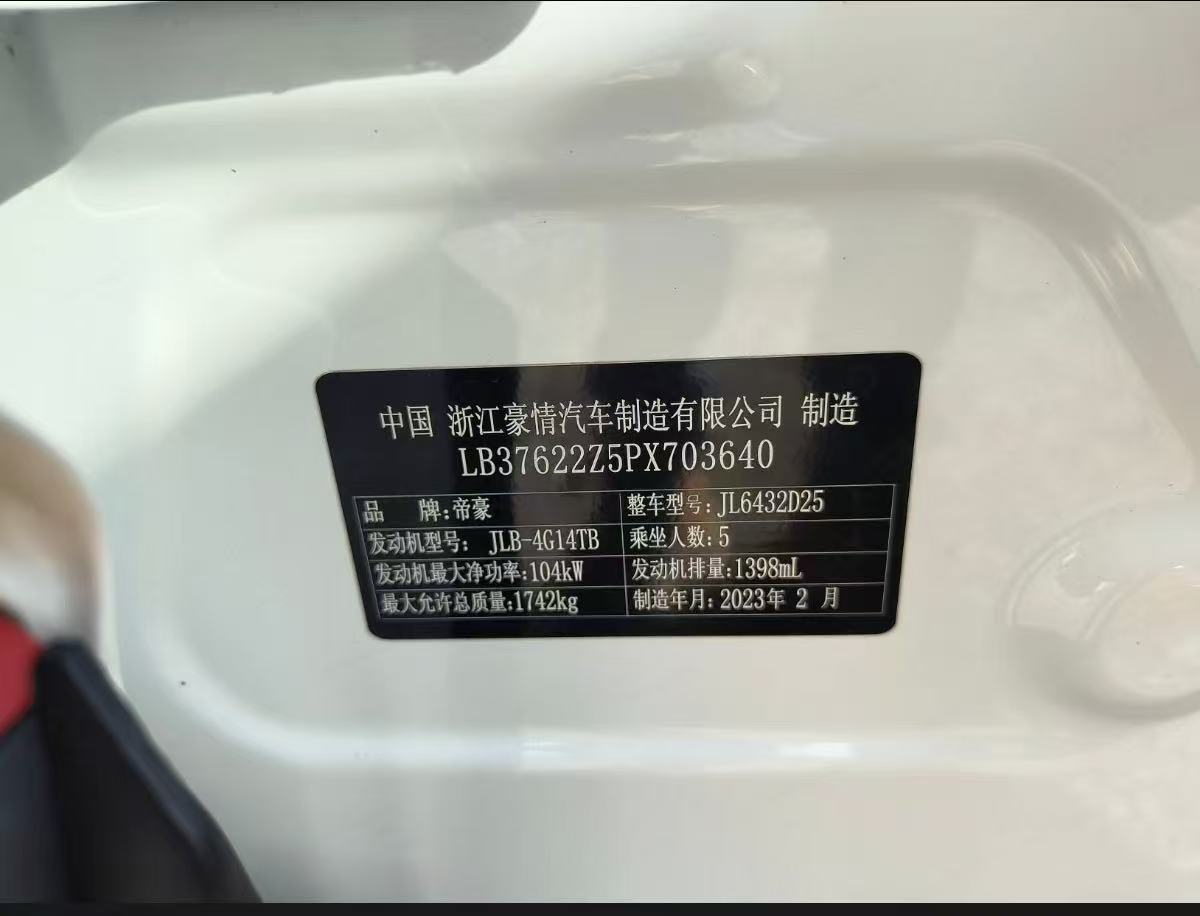 中国 浙江豪情汽车制造有限公司 制造
LB37622Z5PX703640
品 牌:帝豪 整车型号:JL6432D25
发动机型号: JLB-4G14TB 乘坐人数:5
发动机最大净功率:104kW 发动机排量:1398mL
最大允许总质量:1742kg 制造年月:2023年 2 月